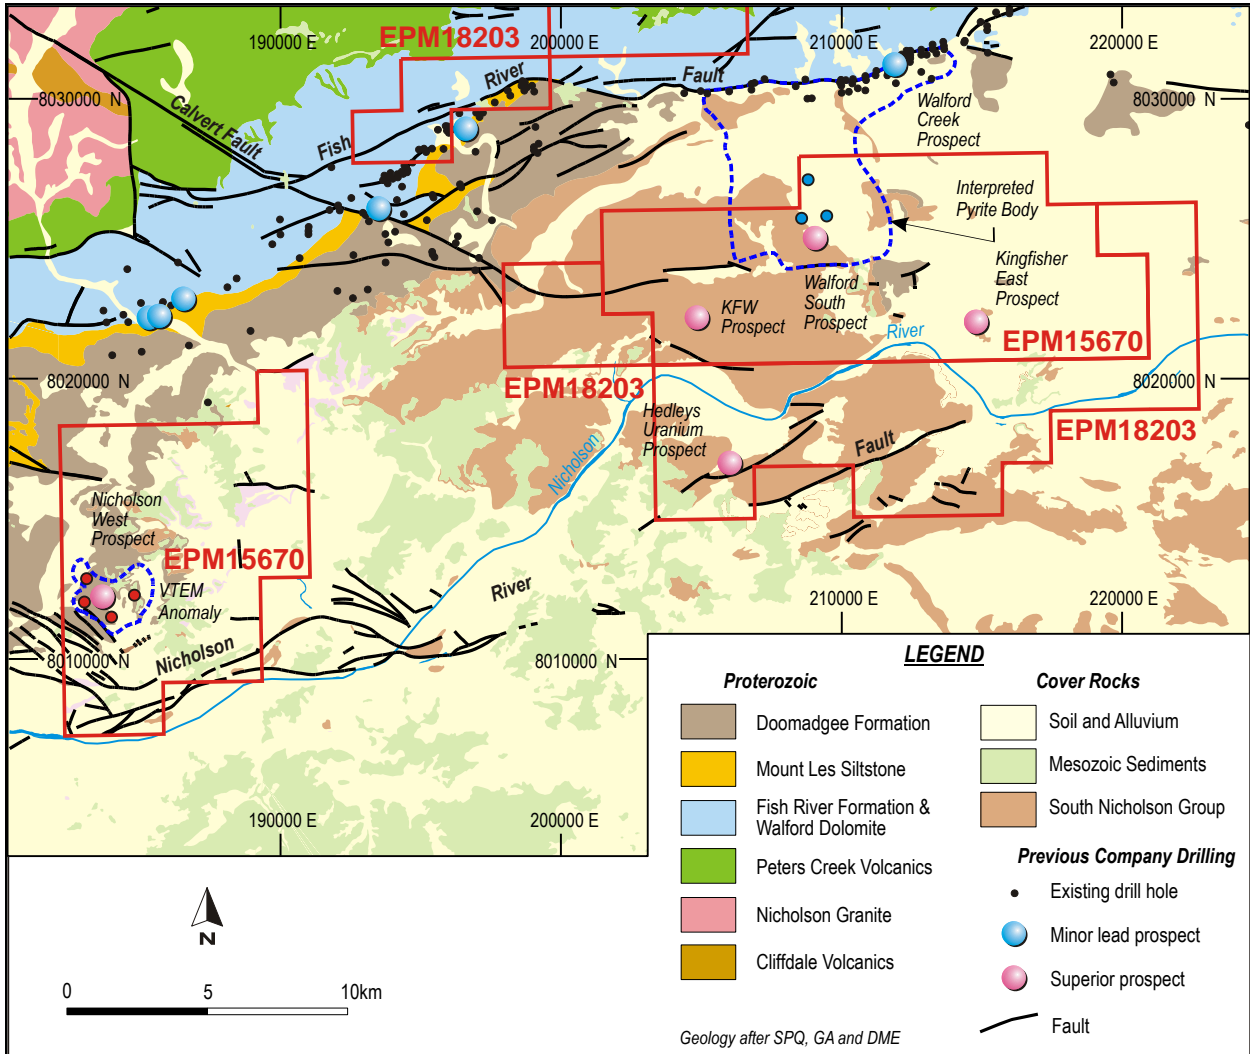 190000 E
EPM18203
200000 E
210000 E
220000 E
8030000 N
8030000 N
Calvert Fault
Fish
River
Fault
Walford
Creek
Prospect
Interpreted
Pyrite Body
Kingfisher
East
Prospect
Walford
South
Prospect
KFW
Prospect
River
EPM15670
8020000 N
8020000 N
EPM18203
EPM18203
Hedleys
Uranium
Prospect
Fault
Nicholson
Nicholson
West
Prospect
EPM15670
VTEM
Anomaly
River
Nicholson
210000 E
220000 E
8010000 N
8010000 N
190000 E
200000 E
LEGEND
Proterozoic
Doomadgee Formation
Mount Les Siltstone
Fish River Formation &
Walford Dolomite
Peters Creek Volcanics
Nicholson Granite
Cliffdale Volcanics
Cover Rocks
Soil and Alluvium
Mesozoic Sediments
South Nicholson Group
Previous Company Drilling
Existing drill hole
Minor lead prospect
Superior prospect
Fault
Geology after SPQ, GA and DME
N
0
5
10km